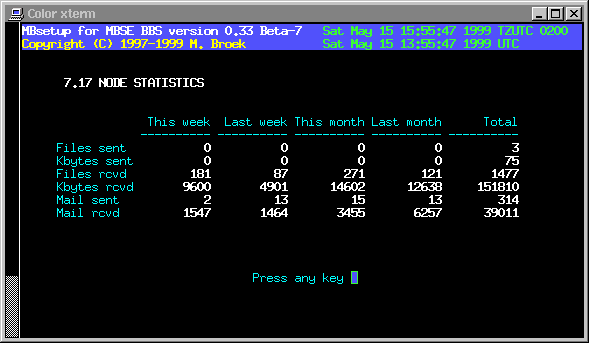 Color xterm
MBsetup for MBSE BBS version 0.33 Beta-7 Sat May 15 15:55:47 1999 TZUTC 0200
Copyright (C) 1997-1999 M. Broek Sat May 15 13:55:47 1999 UTC
7.17 NODE STATISTICS
This week Last week This month Last month Total
---------- ---------- ---------- ---------- ----------
Files sent 0 0 0 0 3
Kbytes sent 0 0 0 0 75
Files rcvd 181 87 271 121 1477
Kbytes rcvd 9600 4901 14602 12638 151810
Mail sent 2 13 15 13 314
Mail rcvd 1547 1464 3455 6257 39011
Press any key